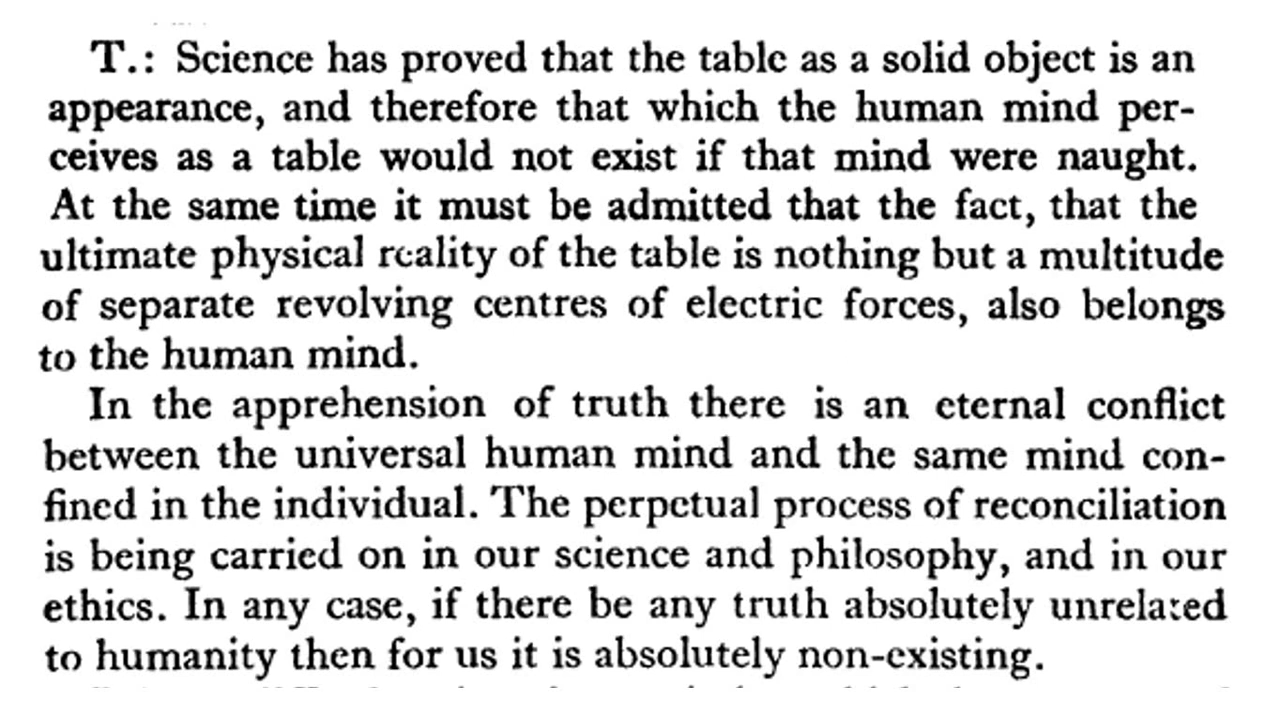 T.: Science has proved that the table as a solid object is an
appearance, and therefore that which the human mind per-
ceives as a table would not exist if that mind were naught.
At the same time it must be admitted that the fact, that the
ultimate physical reality of the table is nothing but a multitude
of separate revolving centres of electric forces, also belongs
to the human mind.
In the apprehension of truth there is an eternal conflict
between the universal human mind and the same mind con-
fined in the individual. The perpetual process of reconciliation
is being carried on in our science and philosophy, and in our
ethics. In any case, if there be any truth absolutely unrelated
to humanity then for us it is absolutely non-existing.